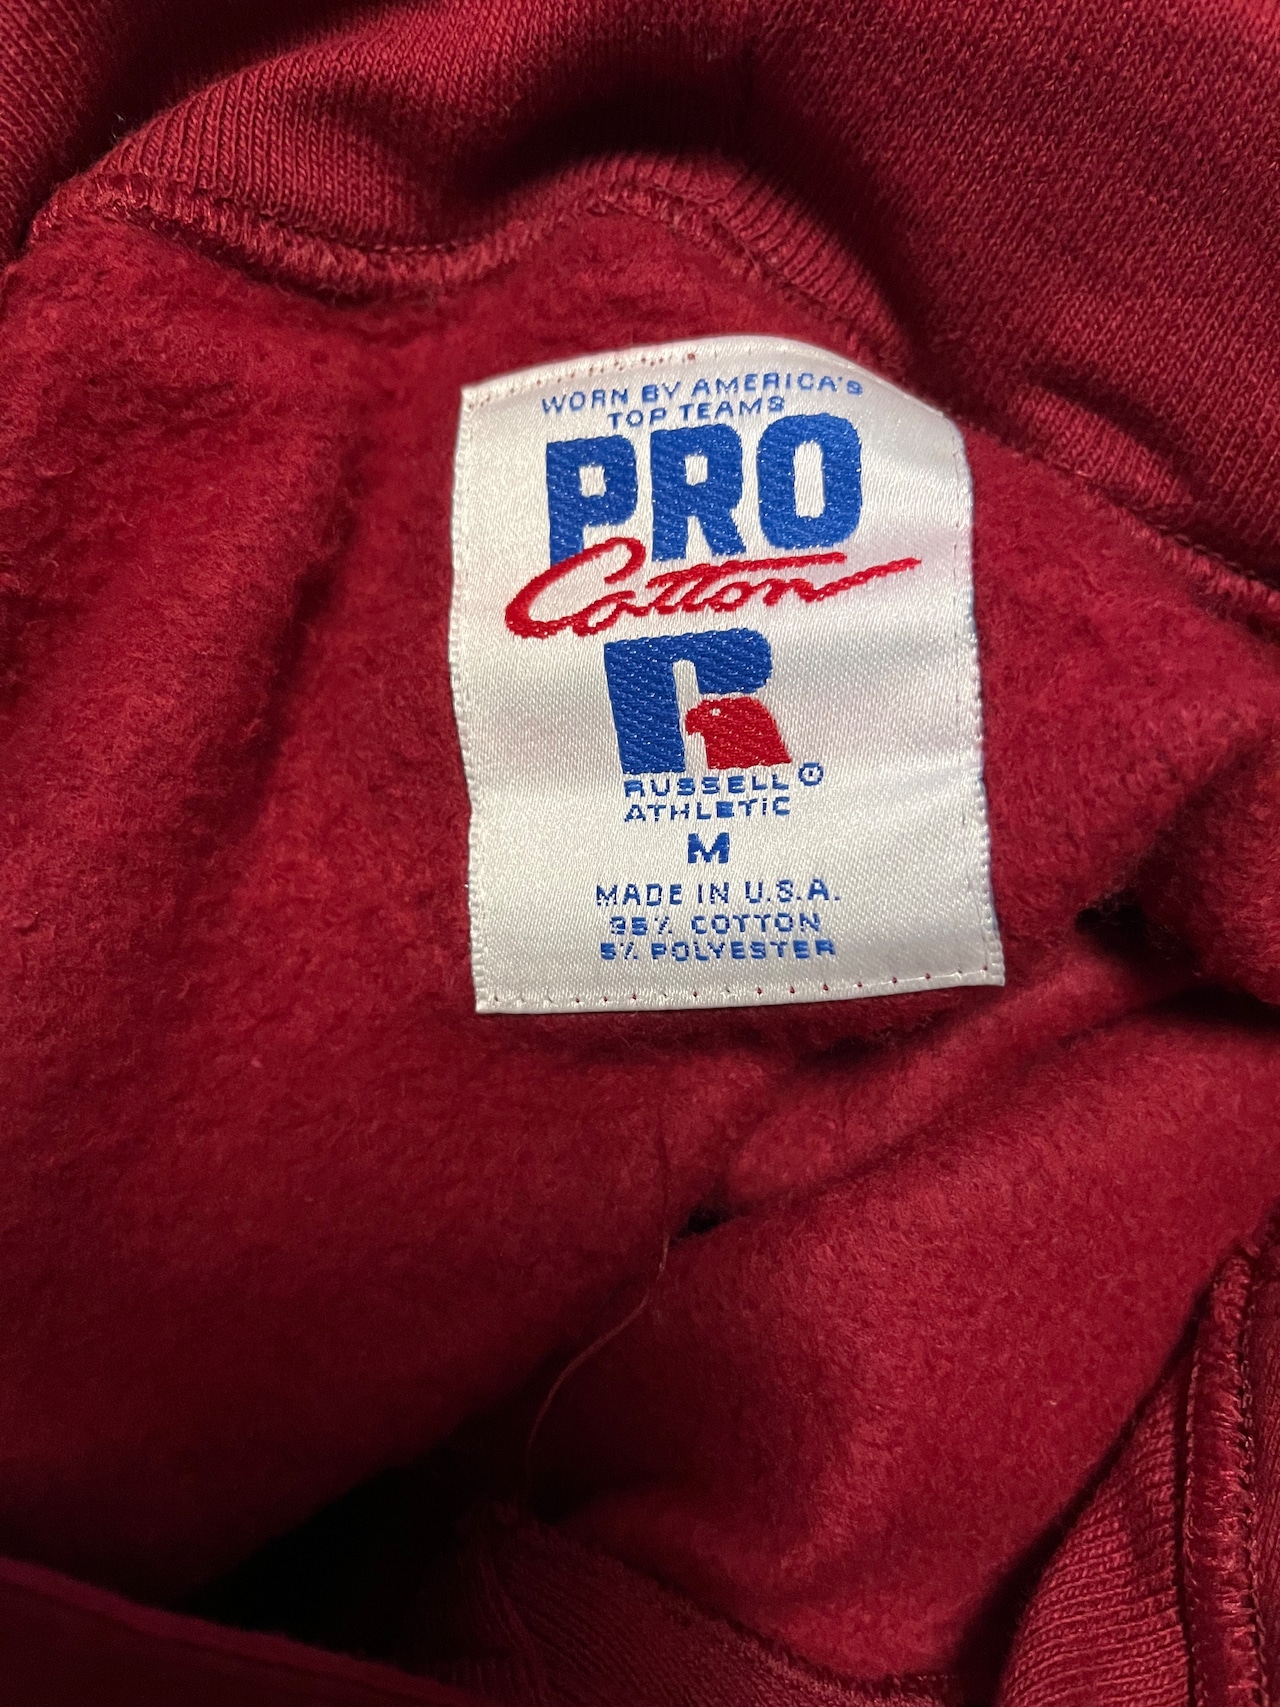 WORN BY AMERICA'S
TOP TEAMS
PRO
Cotton
R
RUSSELL ®
ATHLETIC
M
MADE IN U.S.A.
95% COTTON
5% POLYESTER